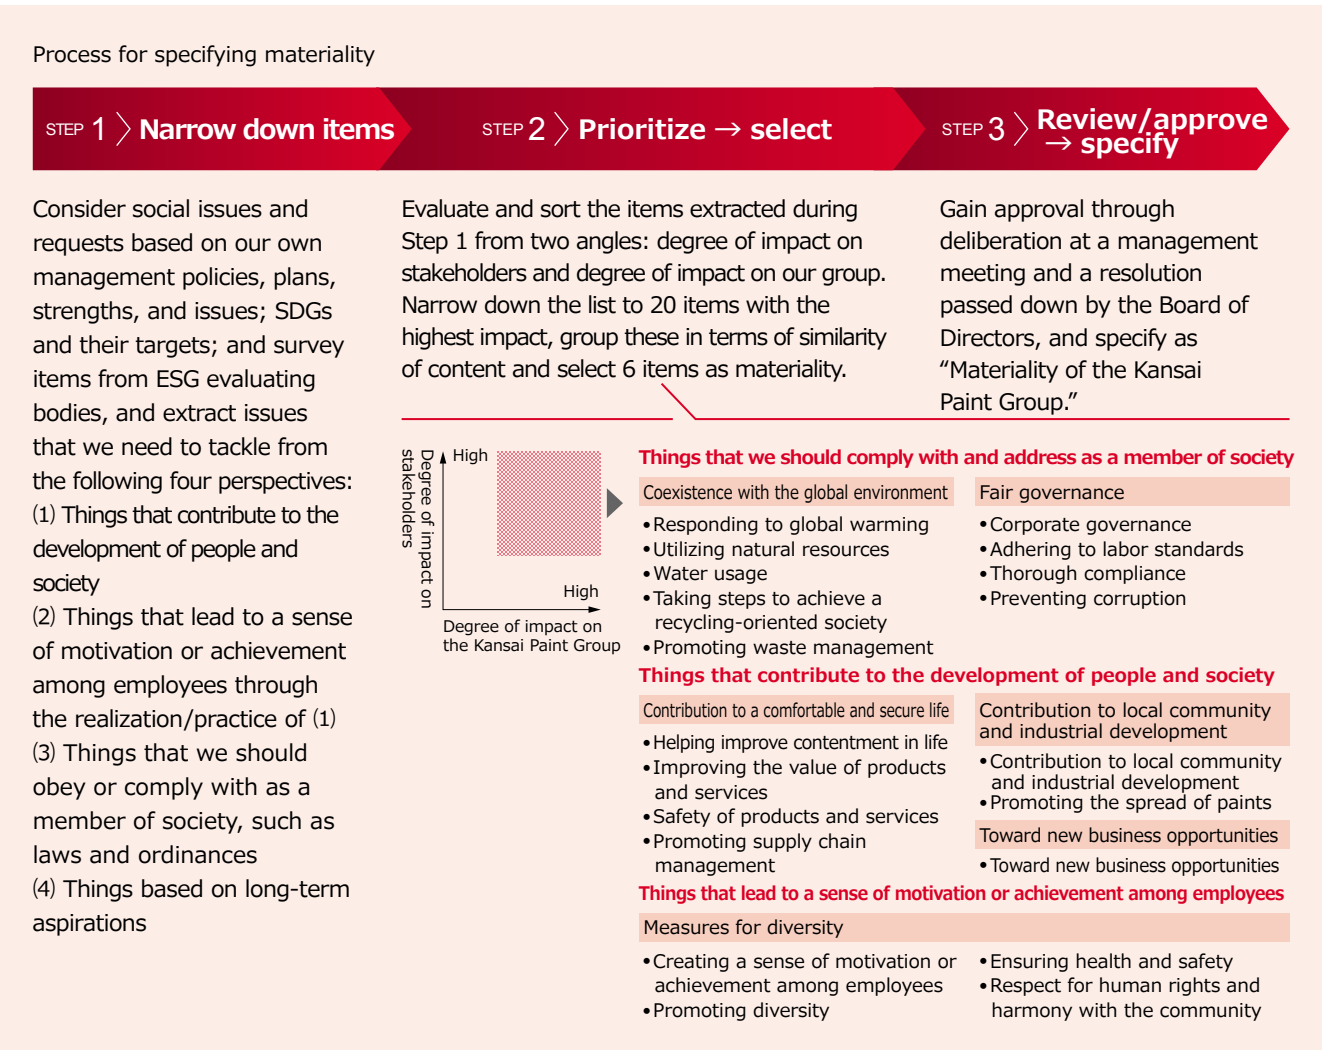 Process for specifying materiality
STEP 1 Narrow down items
STEP 2 Prioritize → select
STEP 3 Review/approve
→ specify
Consider social issues and
requests based on our own
management policies, plans,
strengths, and issues; SDGs
and their targets; and survey
items from ESG evaluating
bodies, and extract issues
that we need to tackle from
the following four perspectives:
(1) Things that contribute to the
development of people and
society
(2) Things that lead to a sense
of motivation or achievement
among employees through
the realization/practice of (1)
(3) Things that we should
obey or comply with as a
member of society, such as
laws and ordinances
(4) Things based on long-term
aspirations
Evaluate and sort the items extracted during
Step 1 from two angles: degree of impact on
stakeholders and degree of impact on our group.
Narrow down the list to 20 items with the
highest impact, group these in terms of similarity
of content and select 6 items as materiality.
Gain approval through
deliberation at a management
meeting and a resolution
passed down by the Board of
Directors, and specify as
“Materiality of the Kansai
Paint Group.”
Degree of impact on
stakeholders
High
High
Degree of impact on
the Kansai Paint Group
Things that we should comply with and address as a member of society
Coexistence with the global environment
•Responding to global warming
•Utilizing natural resources
•Water usage
•Taking steps to achieve a
recycling-oriented society
•Promoting waste management
Fair governance
•Corporate governance
•Adhering to labor standards
•Thorough compliance
•Preventing corruption
Things that contribute to the development of people and society
Contribution to a comfortable and secure life
•Helping improve contentment in life
•Improving the value of products
and services
•Safety of products and services
•Promoting supply chain
management
Contribution to local community
and industrial development
•Contribution to local community
and industrial development
•Promoting the spread of paints
Toward new business opportunities
•Toward new business opportunities
Things that lead to a sense of motivation or achievement among employees
Measures for diversity
•Creating a sense of motivation or
achievement among employees
•Promoting diversity
•Ensuring health and safety
•Respect for human rights and
harmony with the community